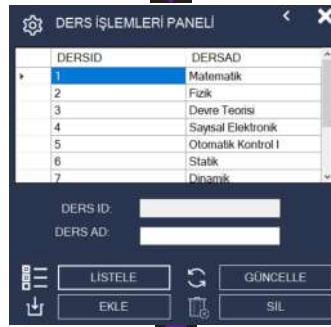 DERS İŞLEMLERİ PANELİ
DERSID DERSAD
1 Matematik
2 Fizik
3 Devre Teorisi
4 Sayısal Elektronik
5 Otomatik Kontrol I
6 Statik
7 Dinamik
DERS ID:
DERS AD:
LİSTELE GÜNCELLE
EKLE SİL